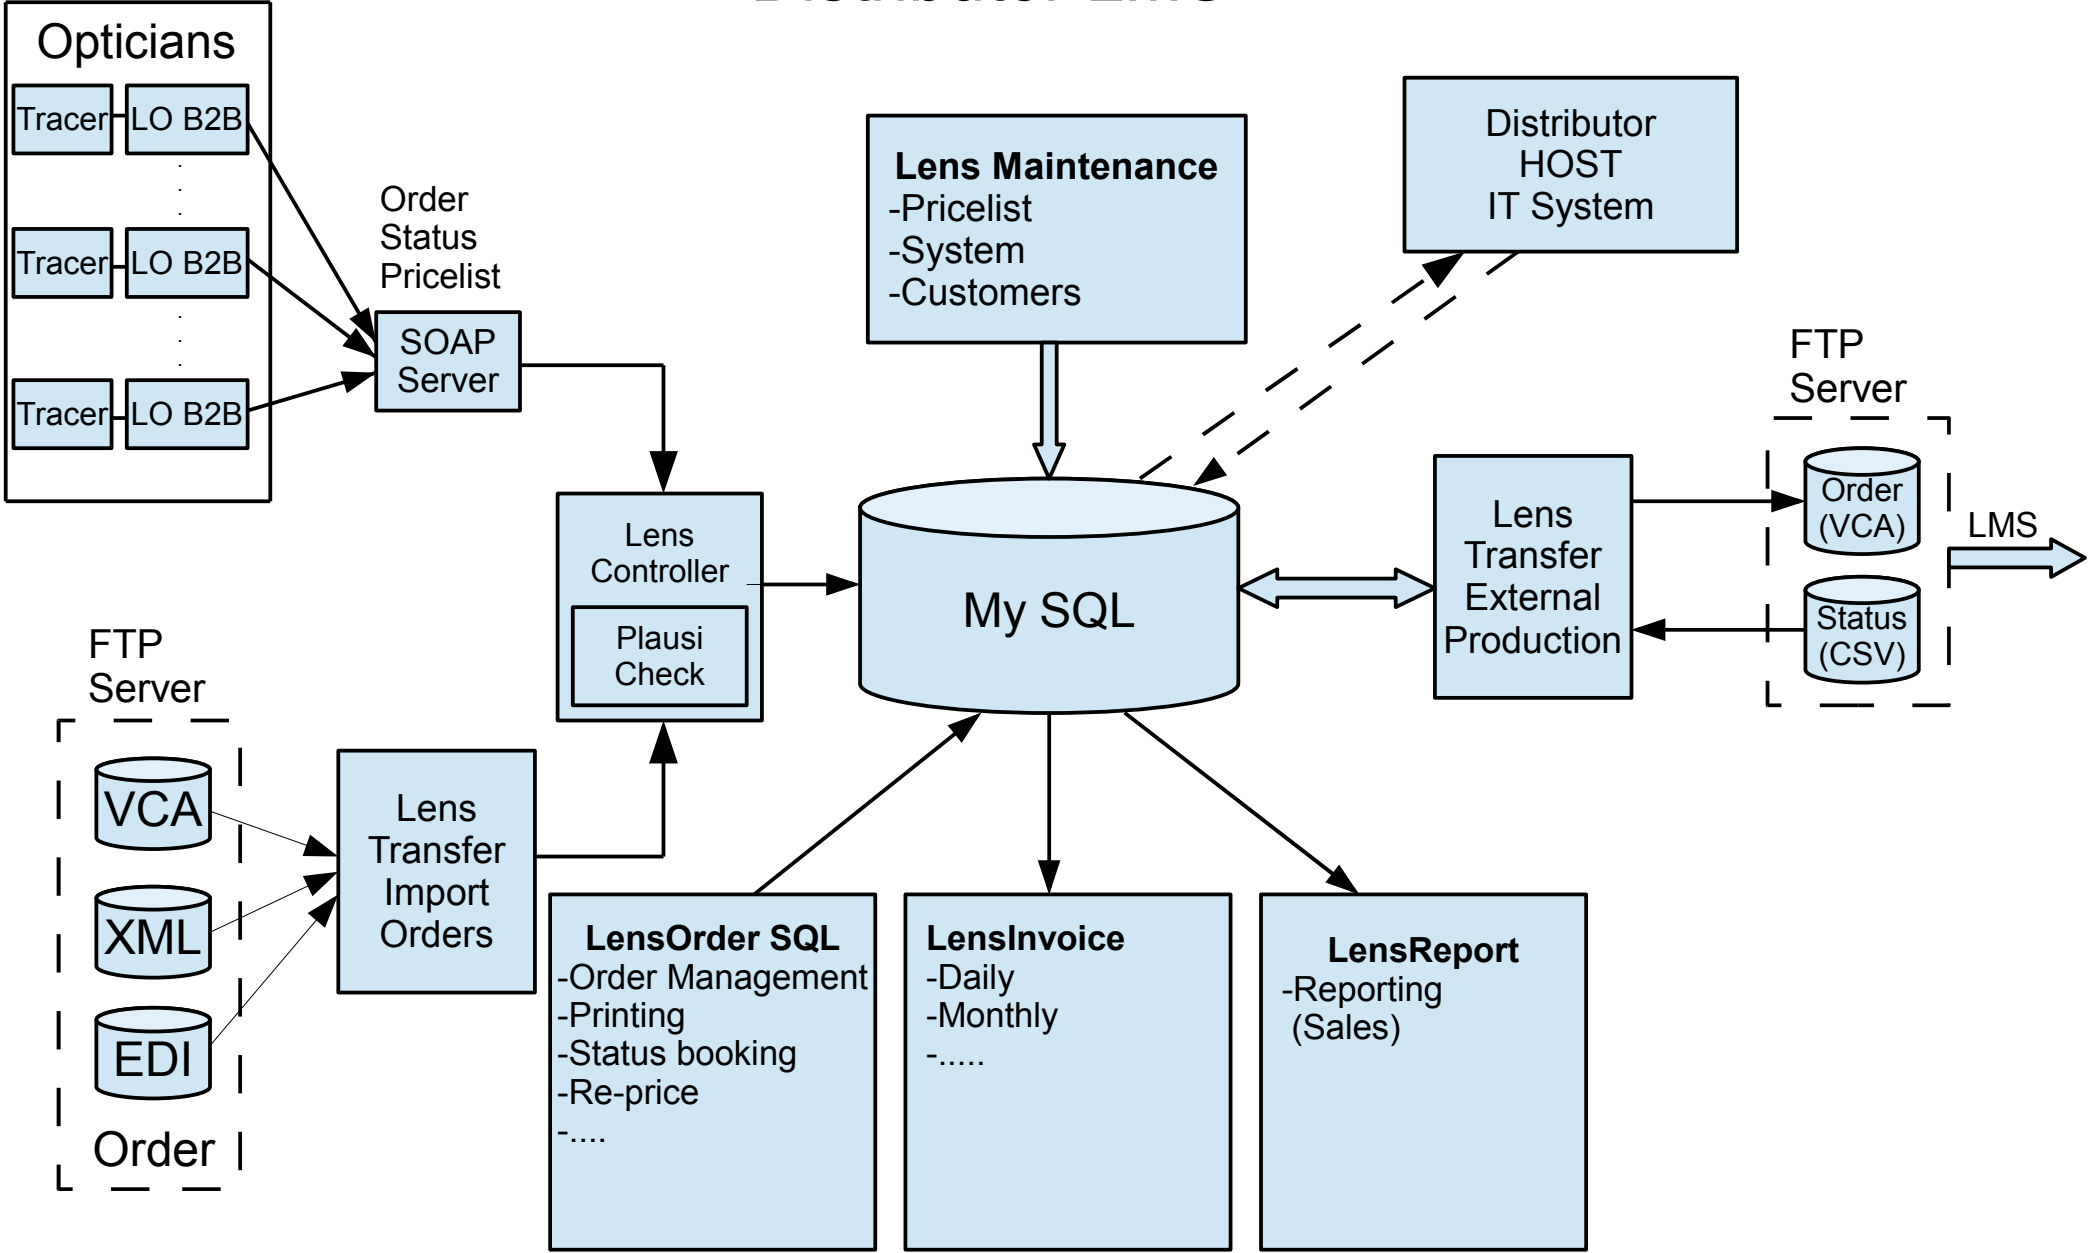 Opticians
Tracer
LO B2B
Tracer
LO B2B
Tracer
LO B2B
Order
Status
Pricelist
SOAP
Server
Lens Maintenance
-Pricelist
-System
-Customers
Distributor
HOST
IT System
FTP
Server
Order
(VCA)
Status
(CSV)
LMS
Lens
Transfer
External
Production
My SQL
Lens
Controller
Plausi
Check
FTP
Server
VCA
XML
EDI
Order
Lens
Transfer
Import
Orders
LensOrder SQL
-Order Management
-Printing
-Status booking
-Re-price
-....
LensInvoice
-Daily
-Monthly
-.....
LensReport
-Reporting
(Sales)